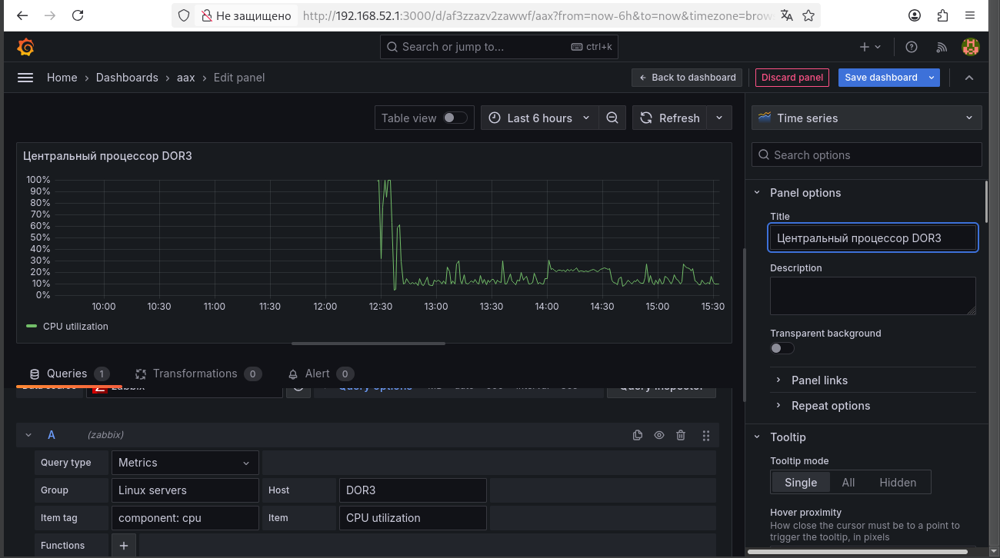 Не защищено http://192.168.52.1:3000/d/af3zzazv2zawwf/aax?from=now-6h&to=now&timezone=brow
Search or jump to... ctrl+k
Home › Dashboards › aax › Edit panel
Back to dashboard
Discard panel
Save dashboard
Table view
Last 6 hours
Refresh
Центральный процессор DOR3
100%
90%
80%
70%
60%
50%
40%
30%
20%
10%
0%
10:00 10:30 11:00 11:30 12:00 12:30 13:00 13:30 14:00 14:30 15:00 15:30
CPU utilization
Queries 1 Transformations 0 Alert 0
Data source zabbix Query options Query inspector
A (zabbix)
Query type Metrics
Group Linux servers Host DOR3
Item tag component: cpu Item CPU utilization
Functions +
Time series
Search options
Panel options
Title
Центральный процессор DOR3
Description
Transparent background
Panel links
Repeat options
Tooltip
Tooltip mode
Single All Hidden
Hover proximity
How close the cursor must be to a point to
trigger the tooltip, in pixels